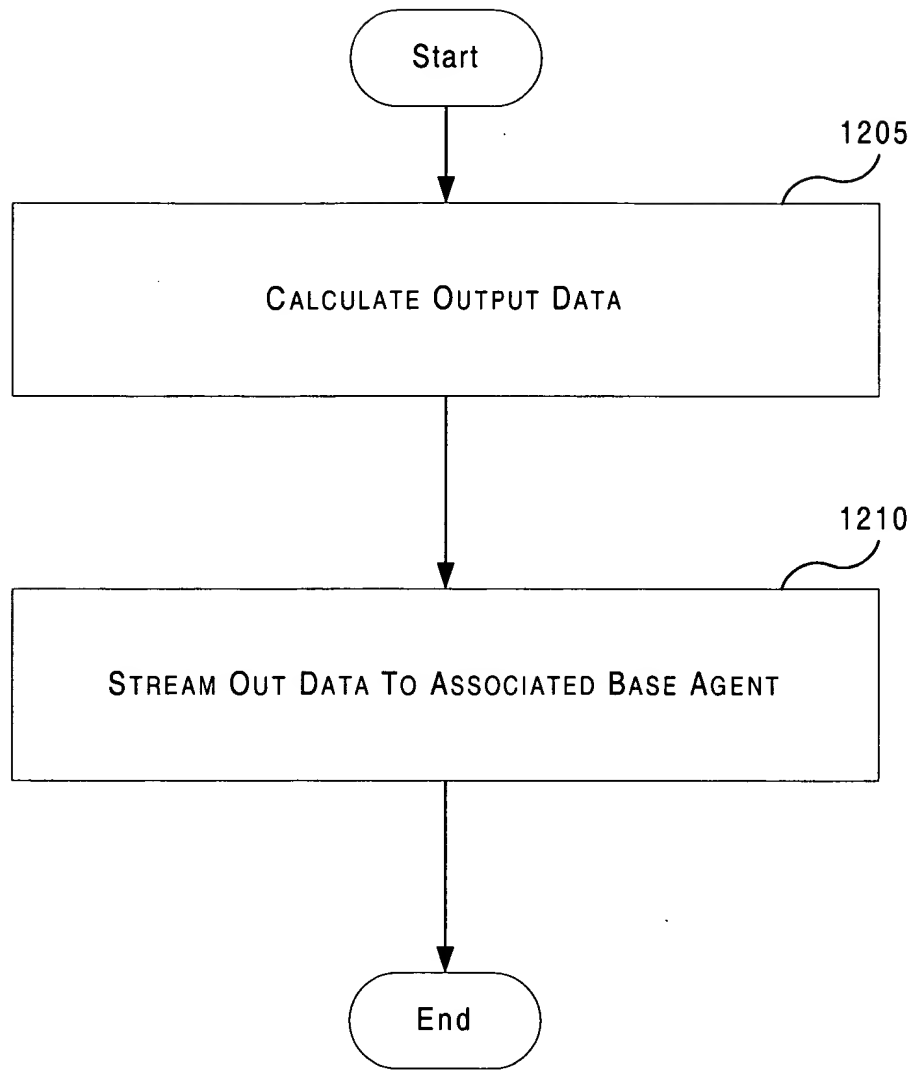 Start
1205
CALCULATE OUTPUT DATA
1210
STREAM OUT DATA TO ASSOCIATED BASE AGENT
End